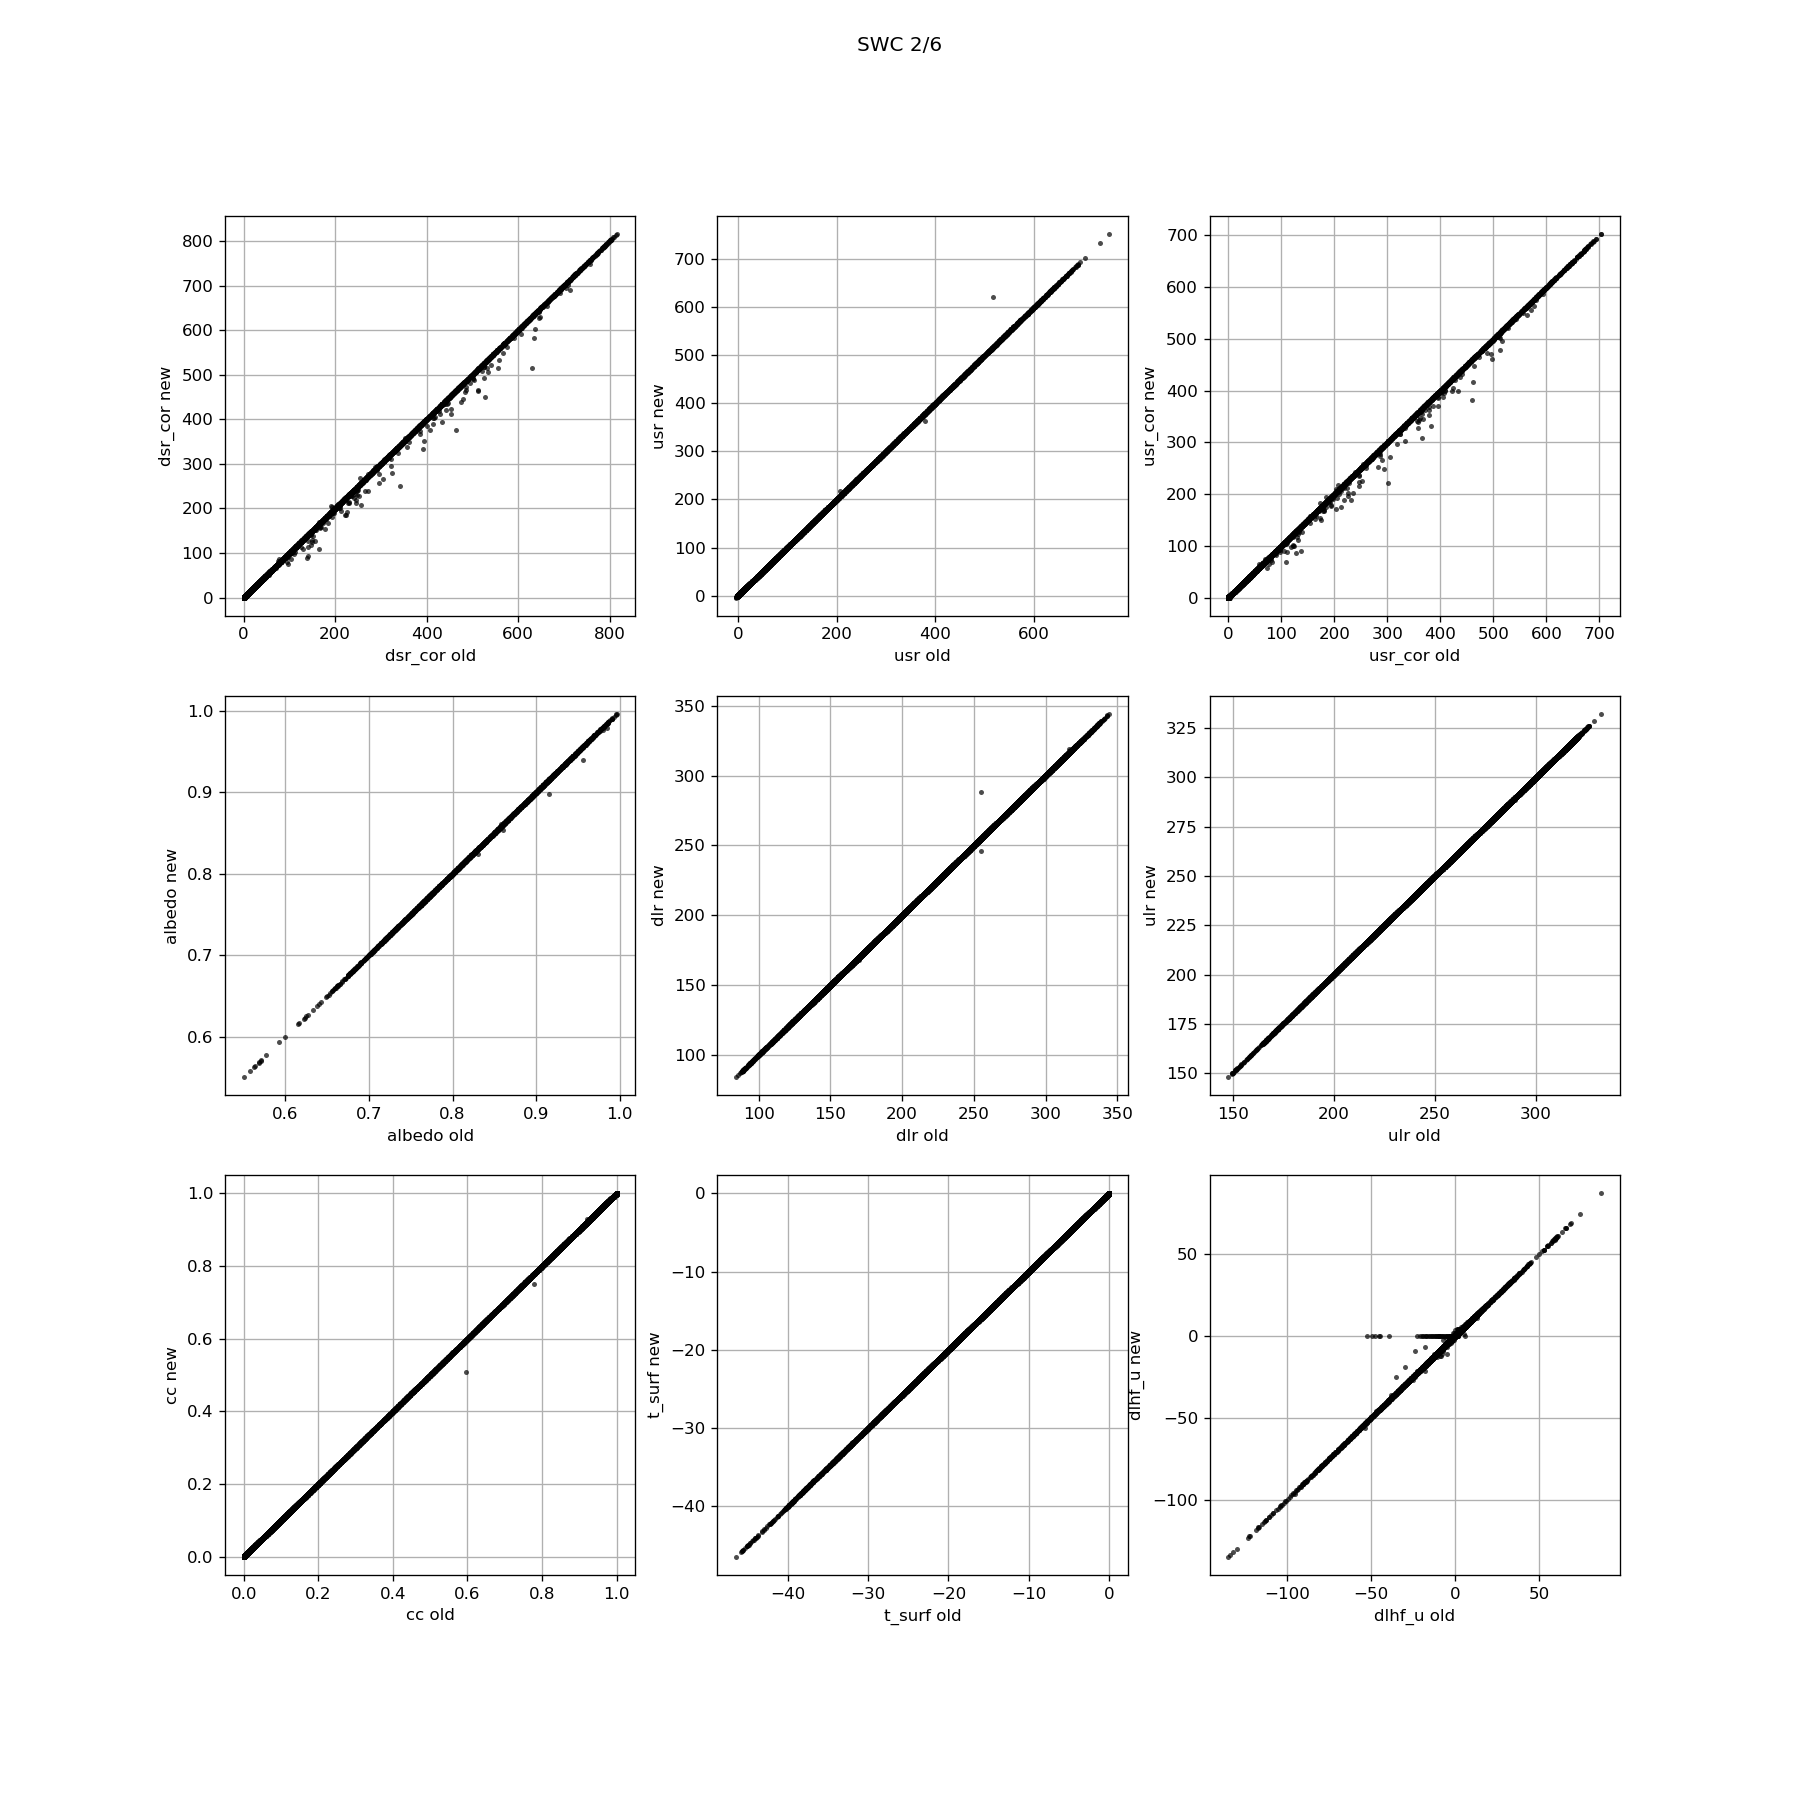 SWC 2/6
800
700
600
500
400
300
200
100
0
dsr_cor new
0 200 400 600 800
dsr_cor old
700
600
500
400
300
200
100
0
usr new
0 200 400 600
usr old
700
600
500
400
300
200
100
0
usr_cor new
0 100 200 300 400 500 600 700
usr_cor old
1.0
0.9
0.8
0.7
0.6
albedo new
0.6 0.7 0.8 0.9 1.0
albedo old
350
300
250
200
150
100
dlr new
100 150 200 250 300 350
dlr old
325
300
275
250
225
200
175
150
ulr new
150 200 250 300
ulr old
1.0
0.8
0.6
0.4
0.2
0.0
cc new
0.0 0.2 0.4 0.6 0.8 1.0
cc old
0
−10
−20
−30
−40
t_surf new
−40 −30 −20 −10 0
t_surf old
50
0
−50
−100
dlhf_u new
−100 −50 0 50
dlhf_u old